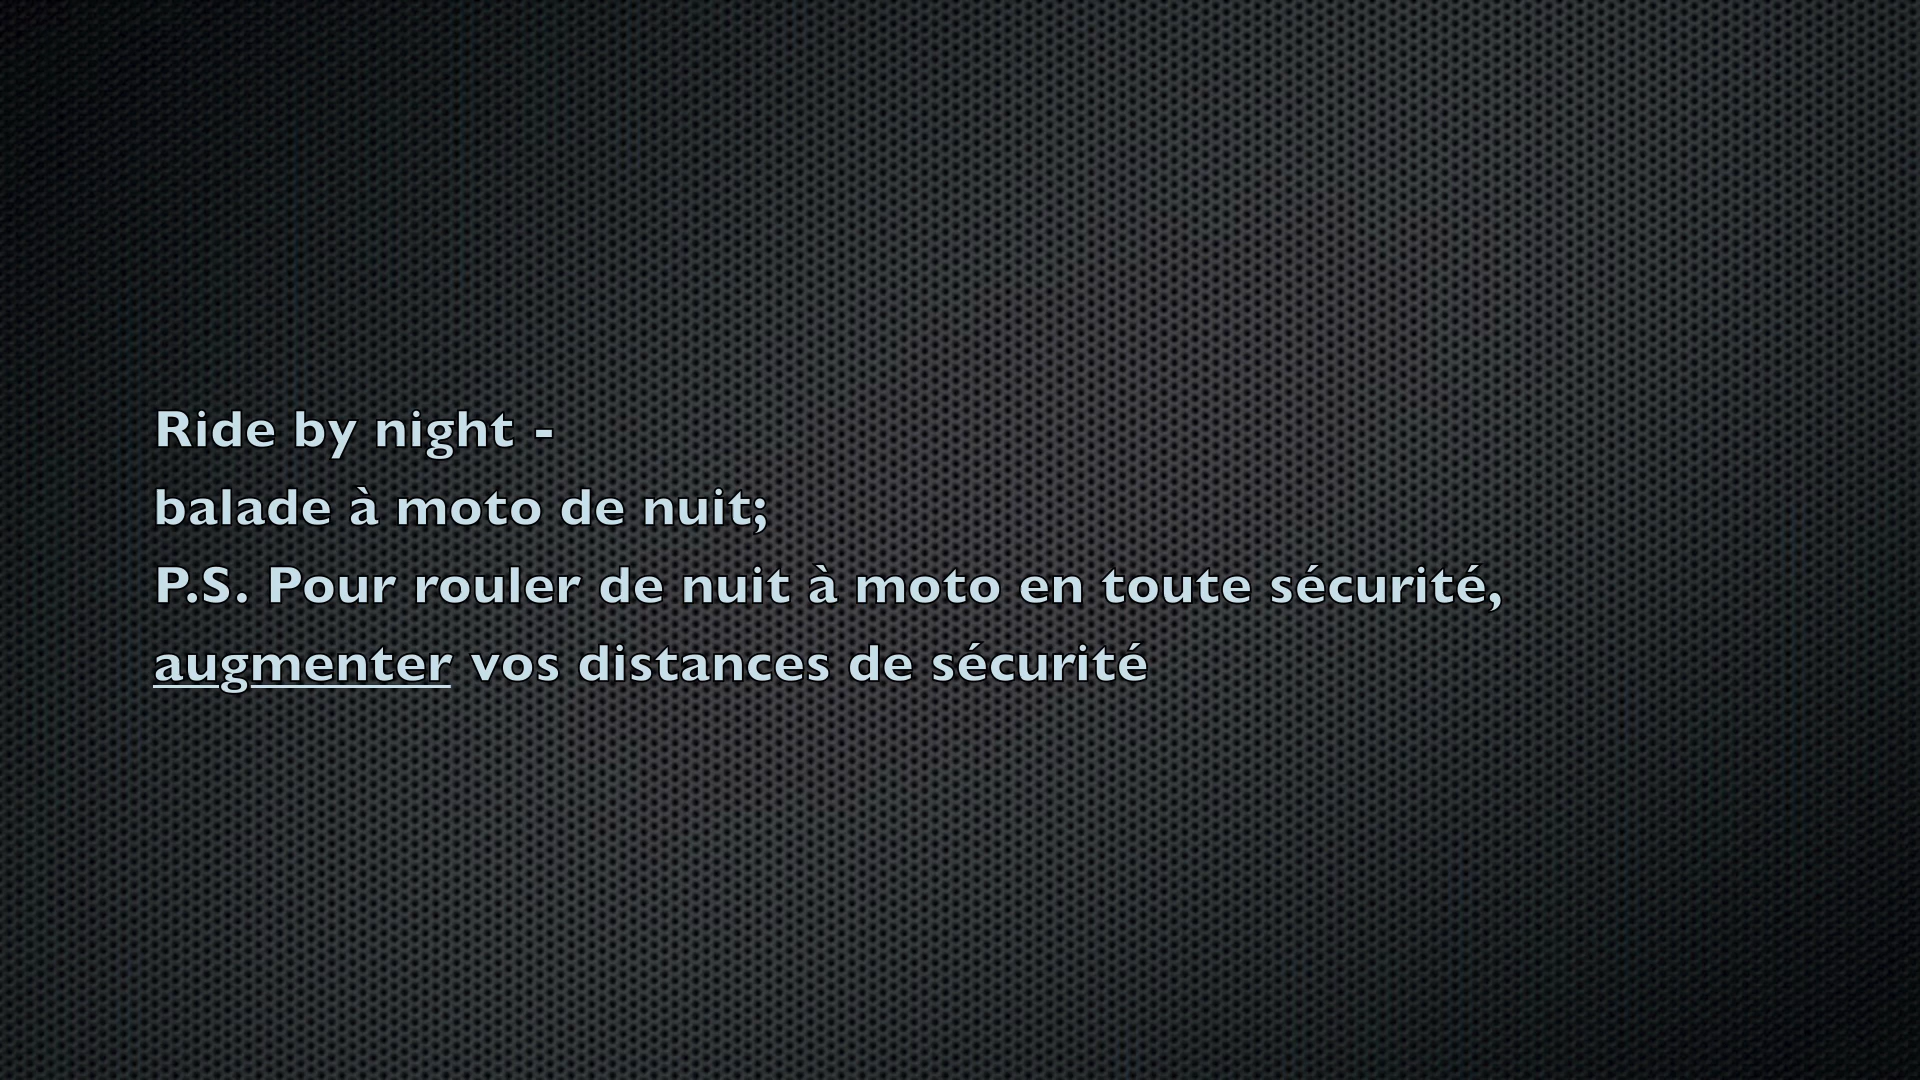 Ride by night -
balade à moto de nuit;
P.S. Pour rouler de nuit à moto en toute sécurité,
augmenter vos distances de sécurité